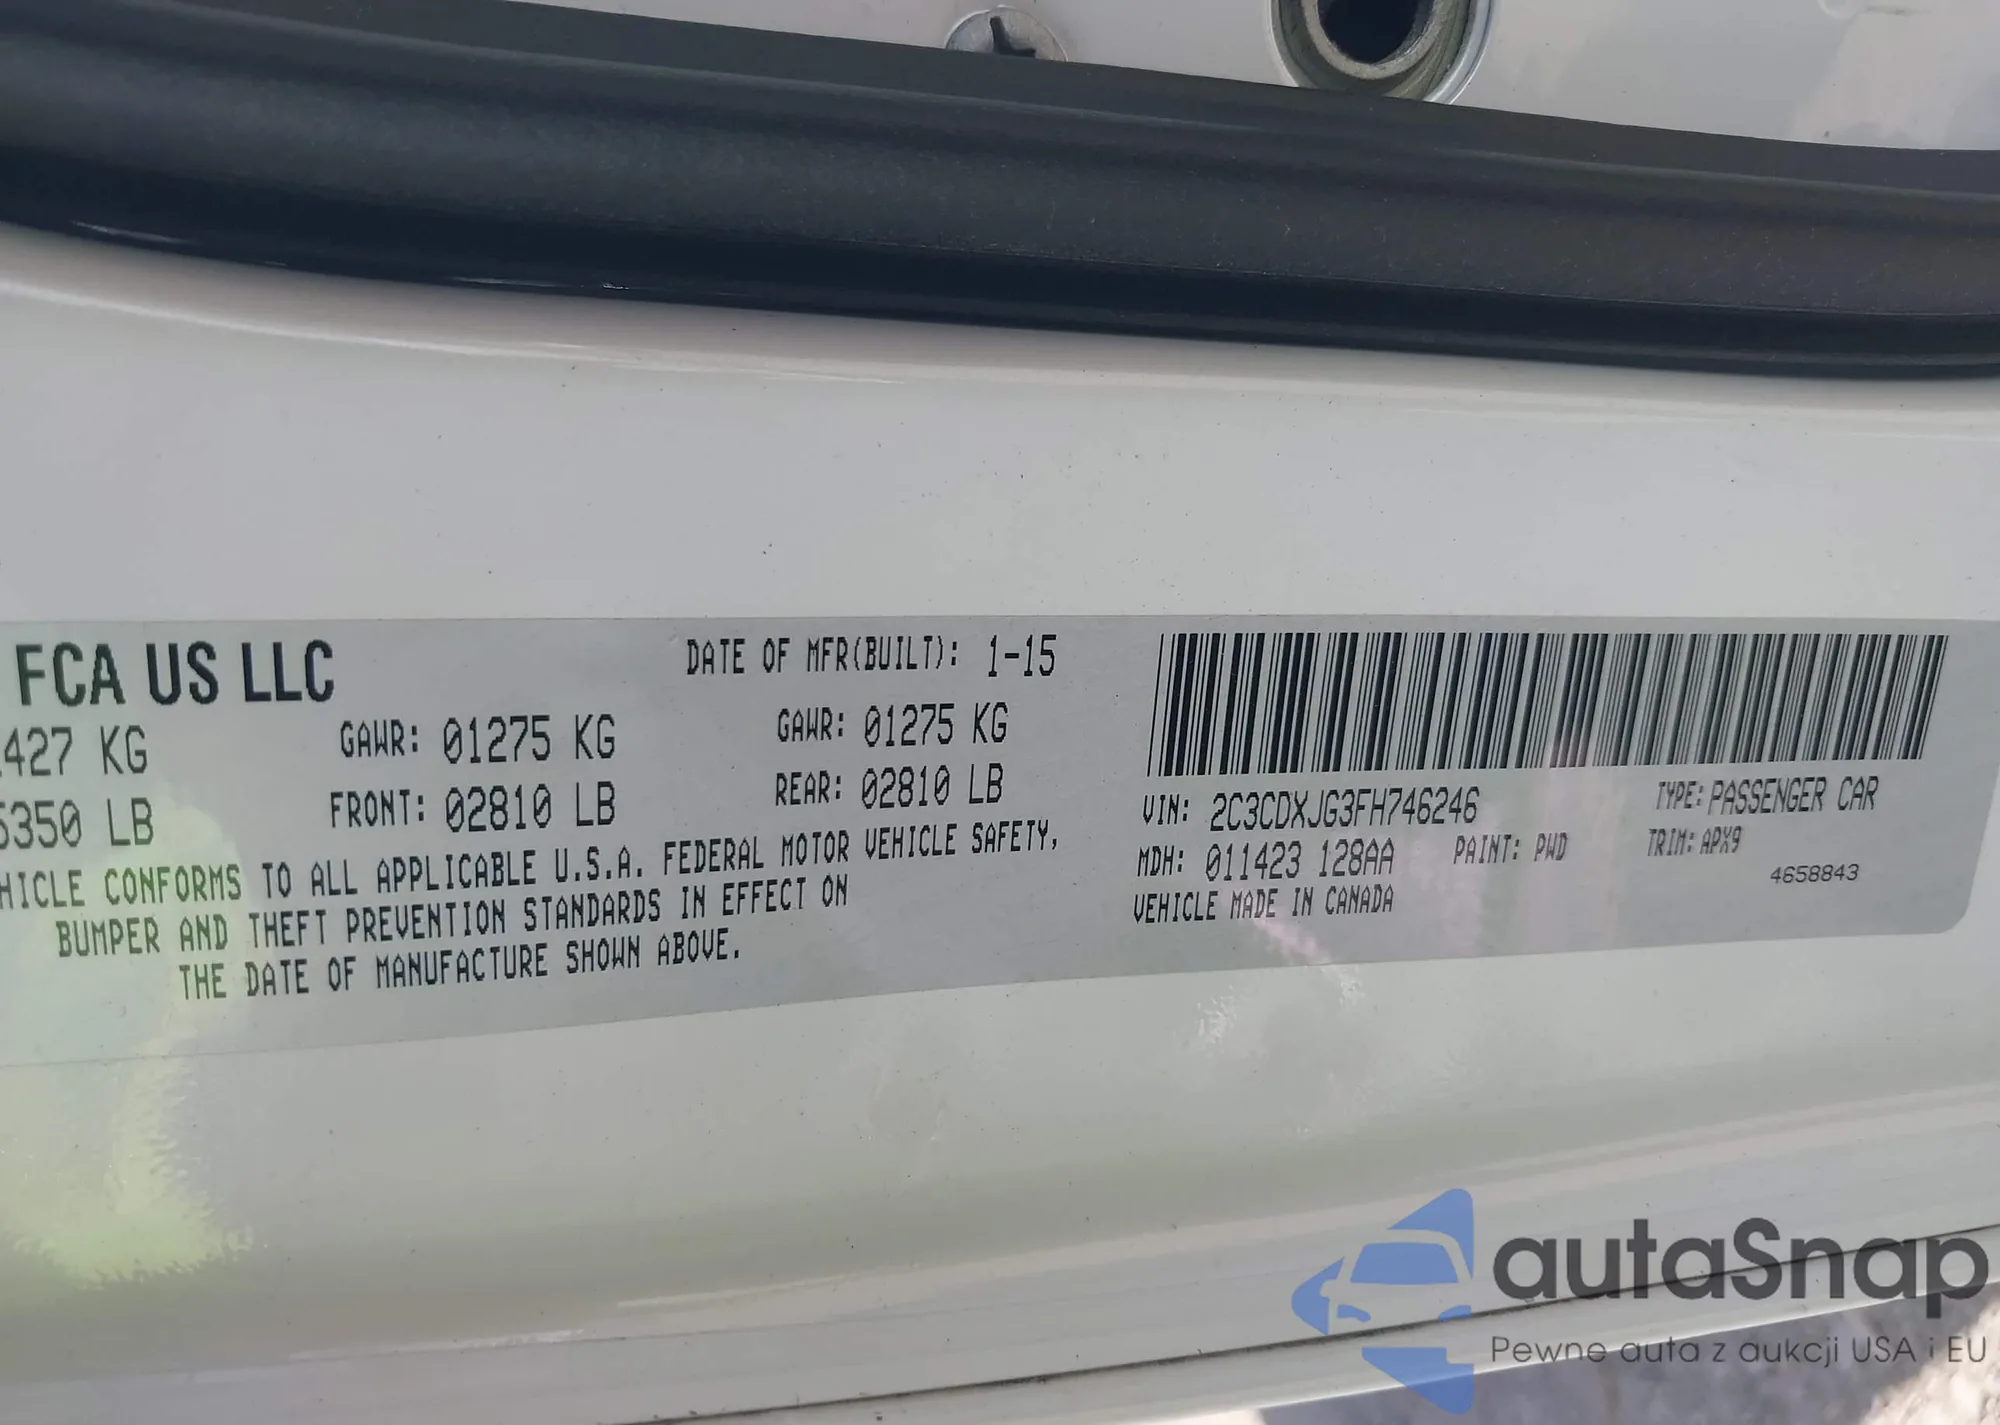 FCA US LLC
DATE OF MFR(BUILT): 1-15
427 KG GAWR: 01275 KG GAWR: 01275 KG
5350 LB FRONT: 02810 LB REAR: 02810 LB
HICLE CONFORMS TO ALL APPLICABLE U.S.A. FEDERAL MOTOR VEHICLE SAFETY,
BUMPER AND THEFT PREVENTION STANDARDS IN EFFECT ON
THE DATE OF MANUFACTURE SHOWN ABOVE.
VIN: 2C3CDXJG3FH746246 TYPE: PASSENGER CAR
MDH: 011423 128AA PAINT: PWD TRIM: APX9
VEHICLE MADE IN CANADA 4658843
autaSnap
Pewne auta z aukcji USA i EU